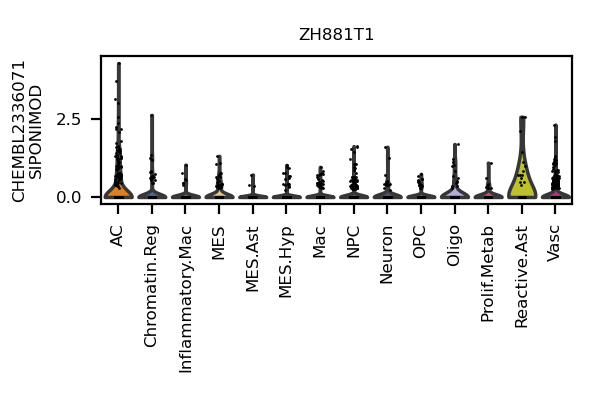 ZH881T1
CHEMBL2336071
SIPONIMOD
2.5
0.0
AC
Chromatin.Reg
Inflammatory.Mac
MES
MES.Ast
MES.Hyp
Mac
NPC
Neuron
OPC
Oligo
Prolif.Metab
Reactive.Ast
Vasc